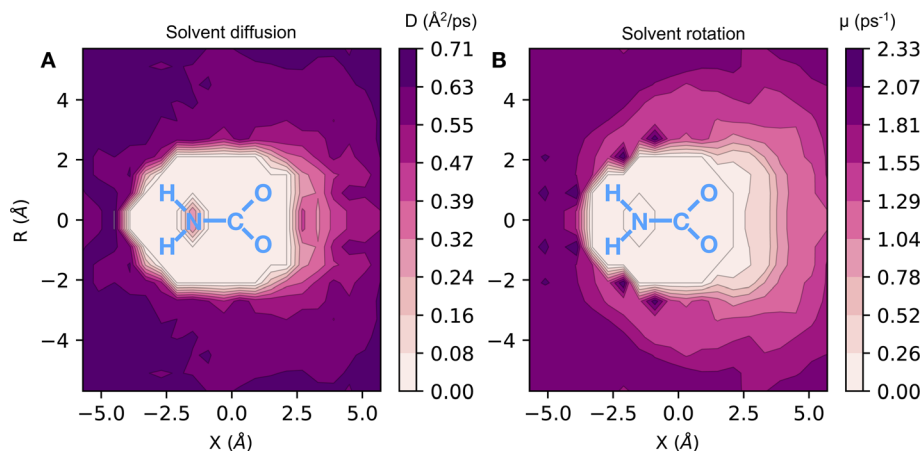 Solvent diffusion
D (Å²/ps)
Solvent rotation
μ (ps⁻¹)
A
B
4
2
0
−2
−4
R (Å)
H
O
N
C
H
O
−5.0
−2.5
0.0
2.5
5.0
X (Å)
0.71
0.63
0.55
0.47
0.39
0.32
0.24
0.16
0.08
0.00
4
2
0
−2
−4
H
O
N
C
H
O
−5.0
−2.5
0.0
2.5
5.0
X (Å)
2.33
2.07
1.81
1.55
1.29
1.04
0.78
0.52
0.26
0.00